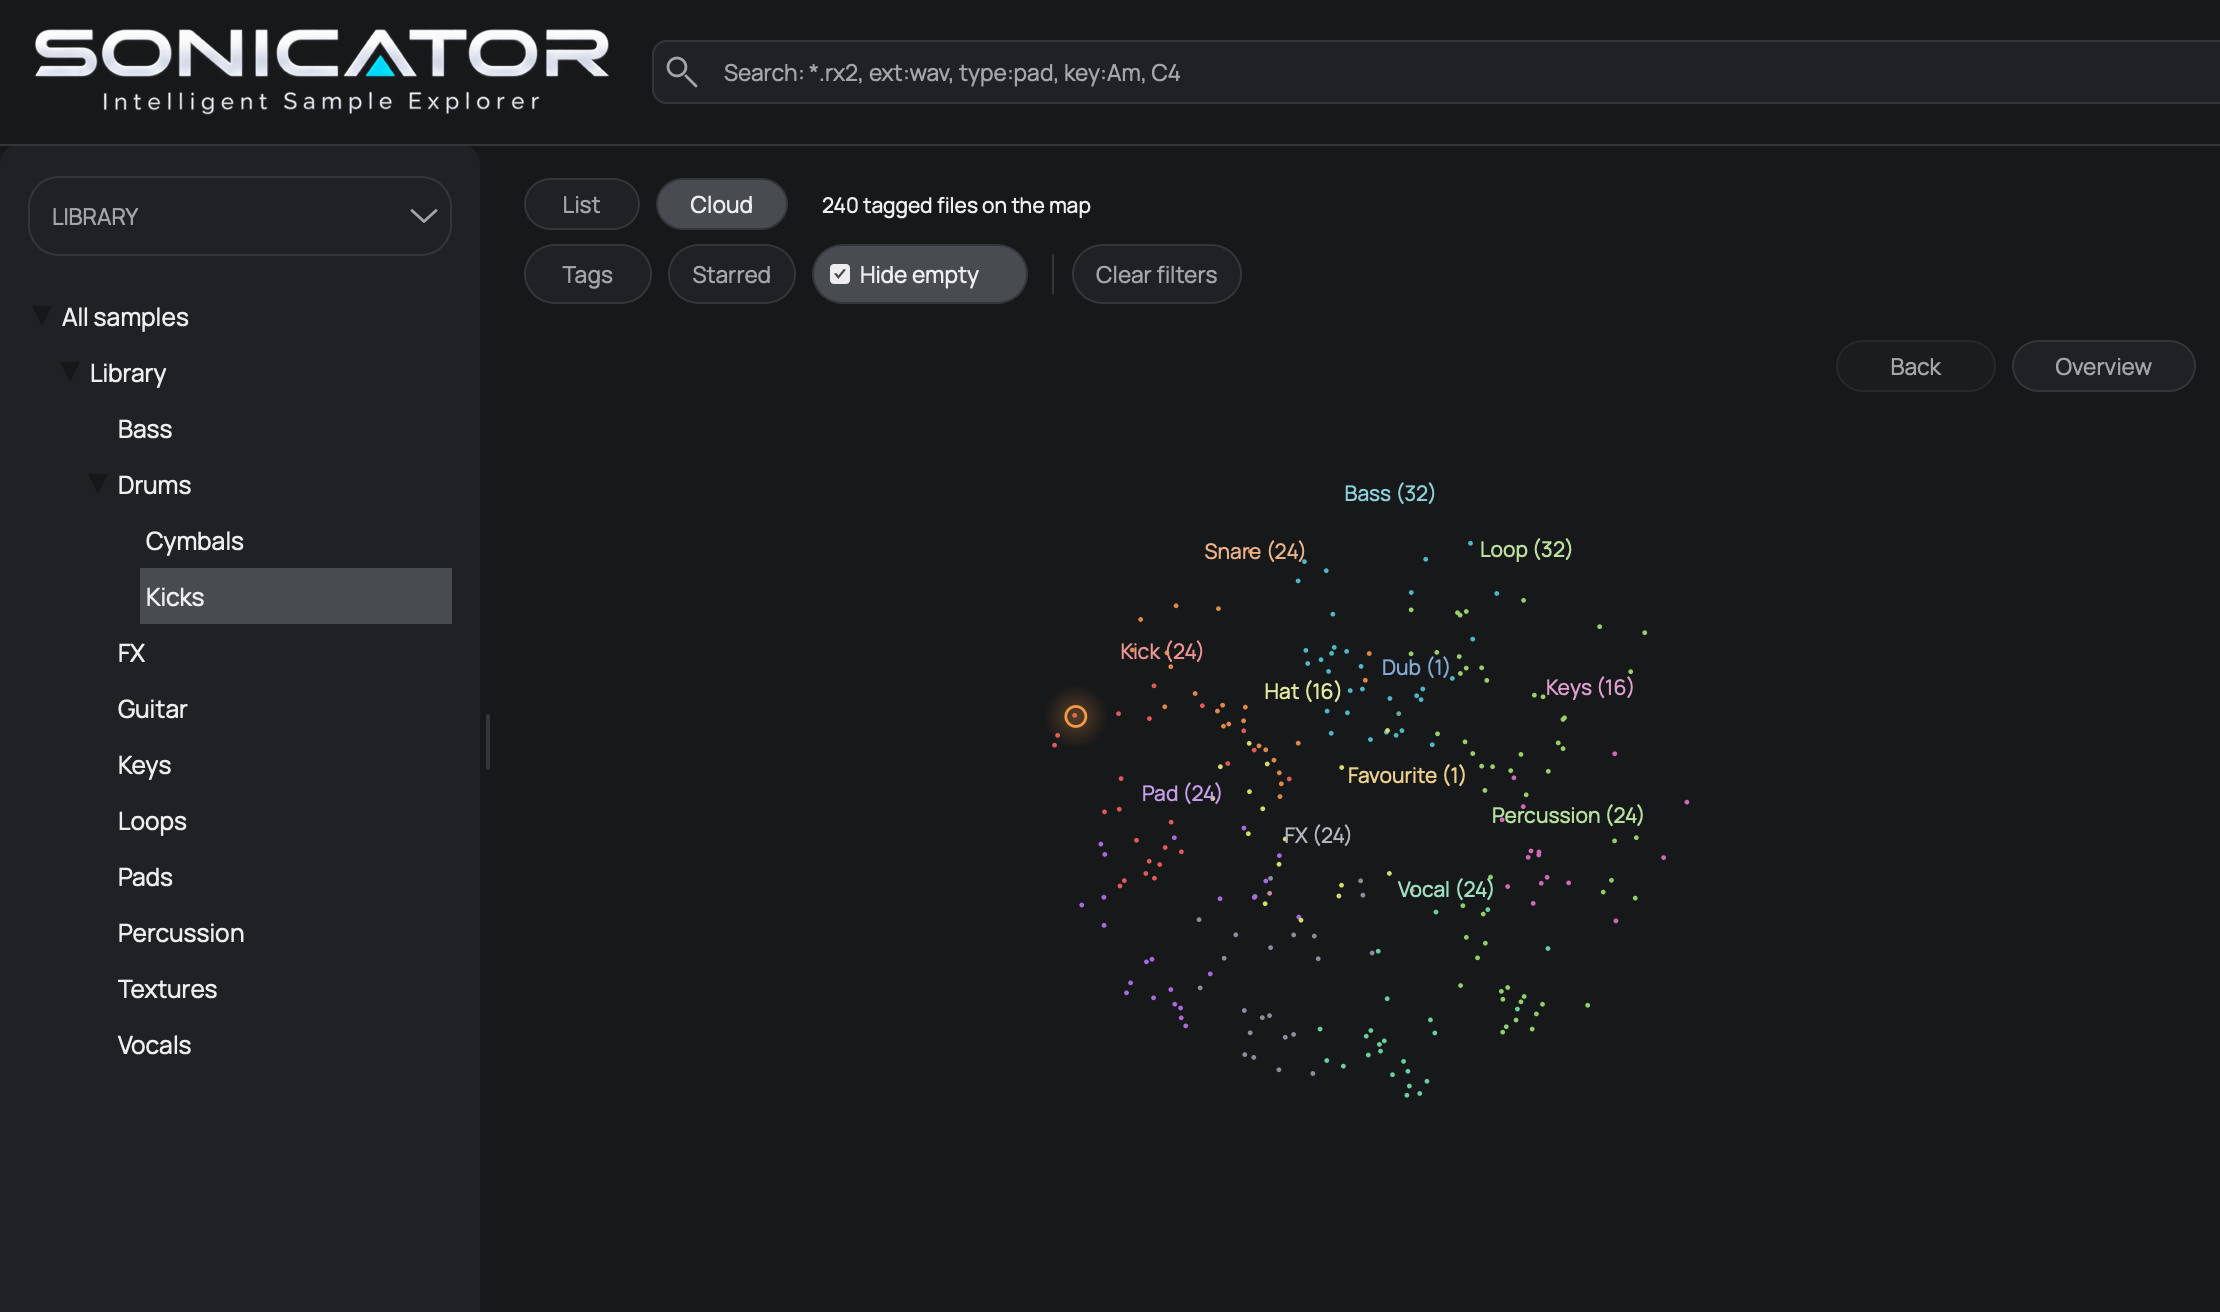 SONICATOR
Intelligent Sample Explorer
Search: *.rx2, ext:wav, type:pad, key:Am, C4
LIBRARY
All samples
Library
Bass
Drums
Cymbals
Kicks
FX
Guitar
Keys
Loops
Pads
Percussion
Textures
Vocals
List
Cloud
240 tagged files on the map
Tags
Starred
Hide empty
Clear filters
Back
Overview
Bass (32)
Snare (24)
Loop (32)
Kick (24)
Dub (1)
Hat (16)
Keys (16)
Favourite (1)
Pad (24)
Percussion (24)
FX (24)
Vocal (24)